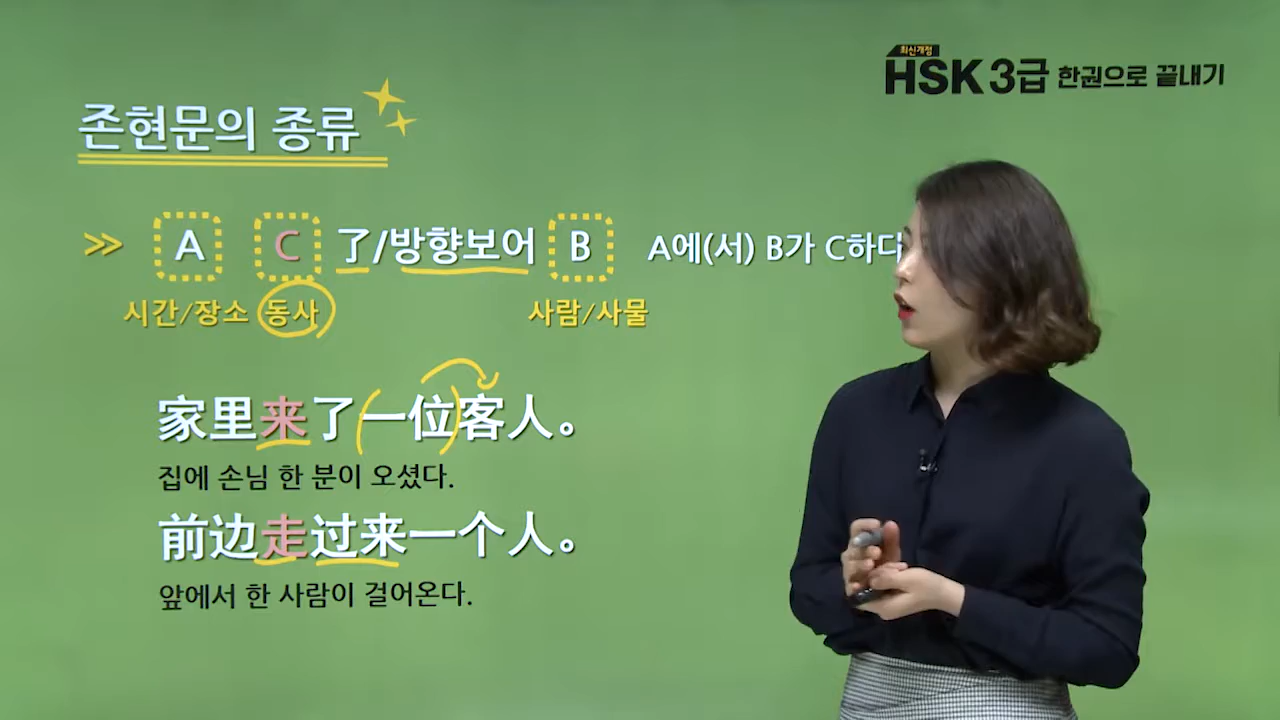 최신개정
HSK 3급 한권으로 끝내기
존현문의 종류
A C 了/방향보어 B A에(서) B가 C하다
시간/장소 동사 사람/사물
家里来了一位客人。
집에 손님 한 분이 오셨다.
前边走过来一个人。
앞에서 한 사람이 걸어온다.